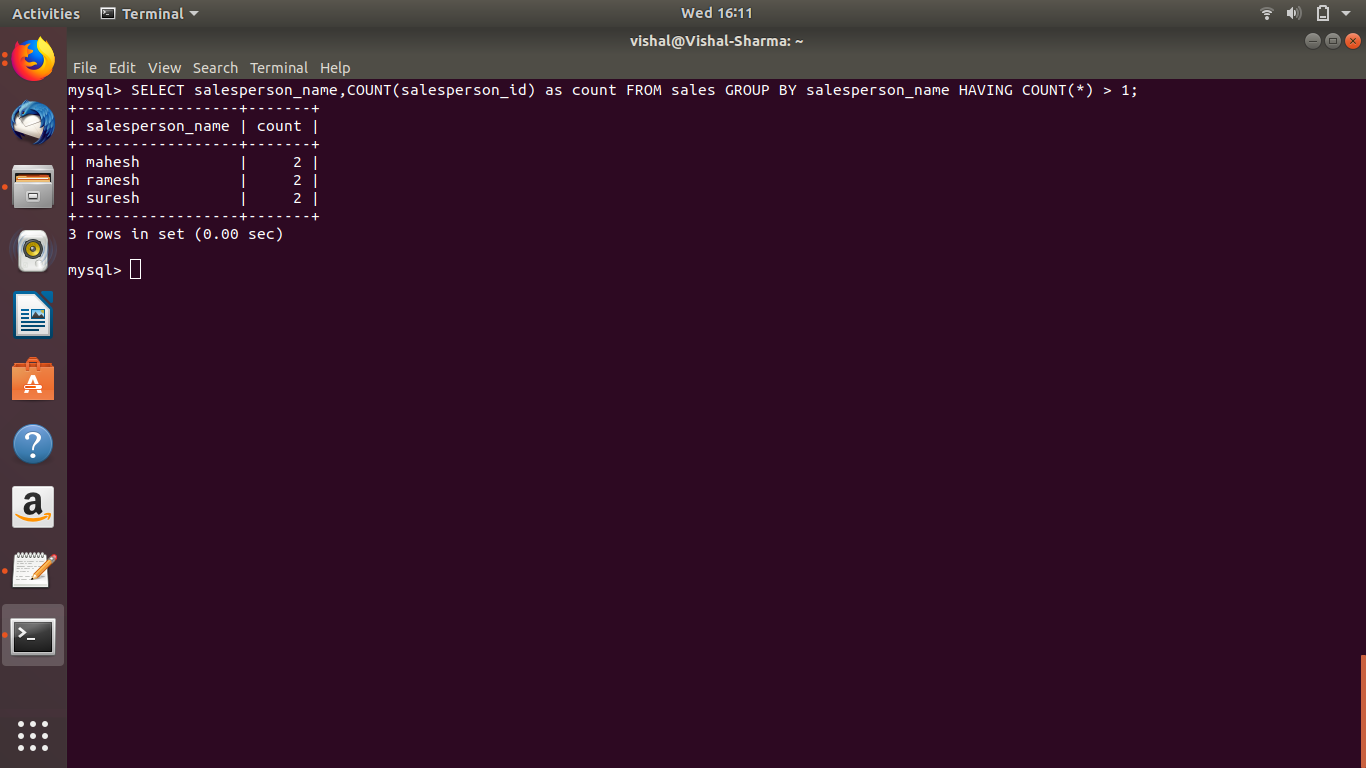 Activities Terminal Wed 16:11
vishal@Vishal-Sharma: ~
File Edit View Search Terminal Help
mysql> SELECT salesperson_name,COUNT(salesperson_id) as count FROM sales GROUP BY salesperson_name HAVING COUNT(*) > 1;
+------------------+-------+
| salesperson_name | count |
+------------------+-------+
| mahesh           |     2 |
| ramesh           |     2 |
| suresh           |     2 |
+------------------+-------+
3 rows in set (0.00 sec)
mysql>